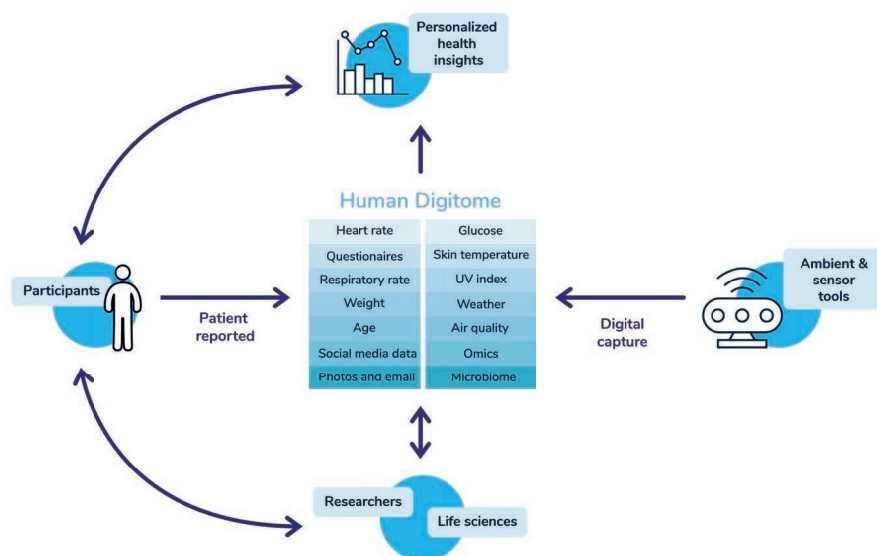 Personalized
health
insights
Human Digitome
Heart rate
Glucose
Questionaires
Skin temperature
Respiratory rate
UV index
Weight
Weather
Age
Air quality
Social media data
Omics
Photos and email
Microbiome
Participants
Patient
reported
Ambient &
sensor
tools
Digital
capture
Researchers
Life sciences